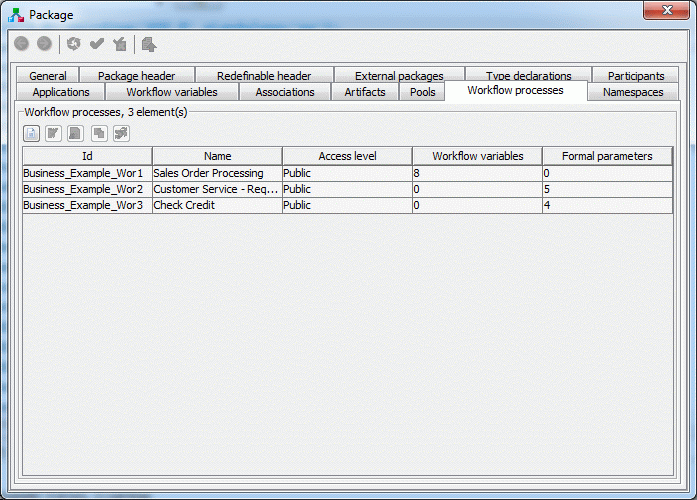 Package
General Package header Redefinable header External packages Type declarations Participants
Applications Workflow variables Associations Artifacts Pools Workflow processes Namespaces
Workflow processes, 3 element(s)
Id Name Access level Workflow variables Formal parameters
Business_Example_Wor1 Sales Order Processing Public 8 0
Business_Example_Wor2 Customer Service - Req... Public 0 5
Business_Example_Wor3 Check Credit Public 0 4